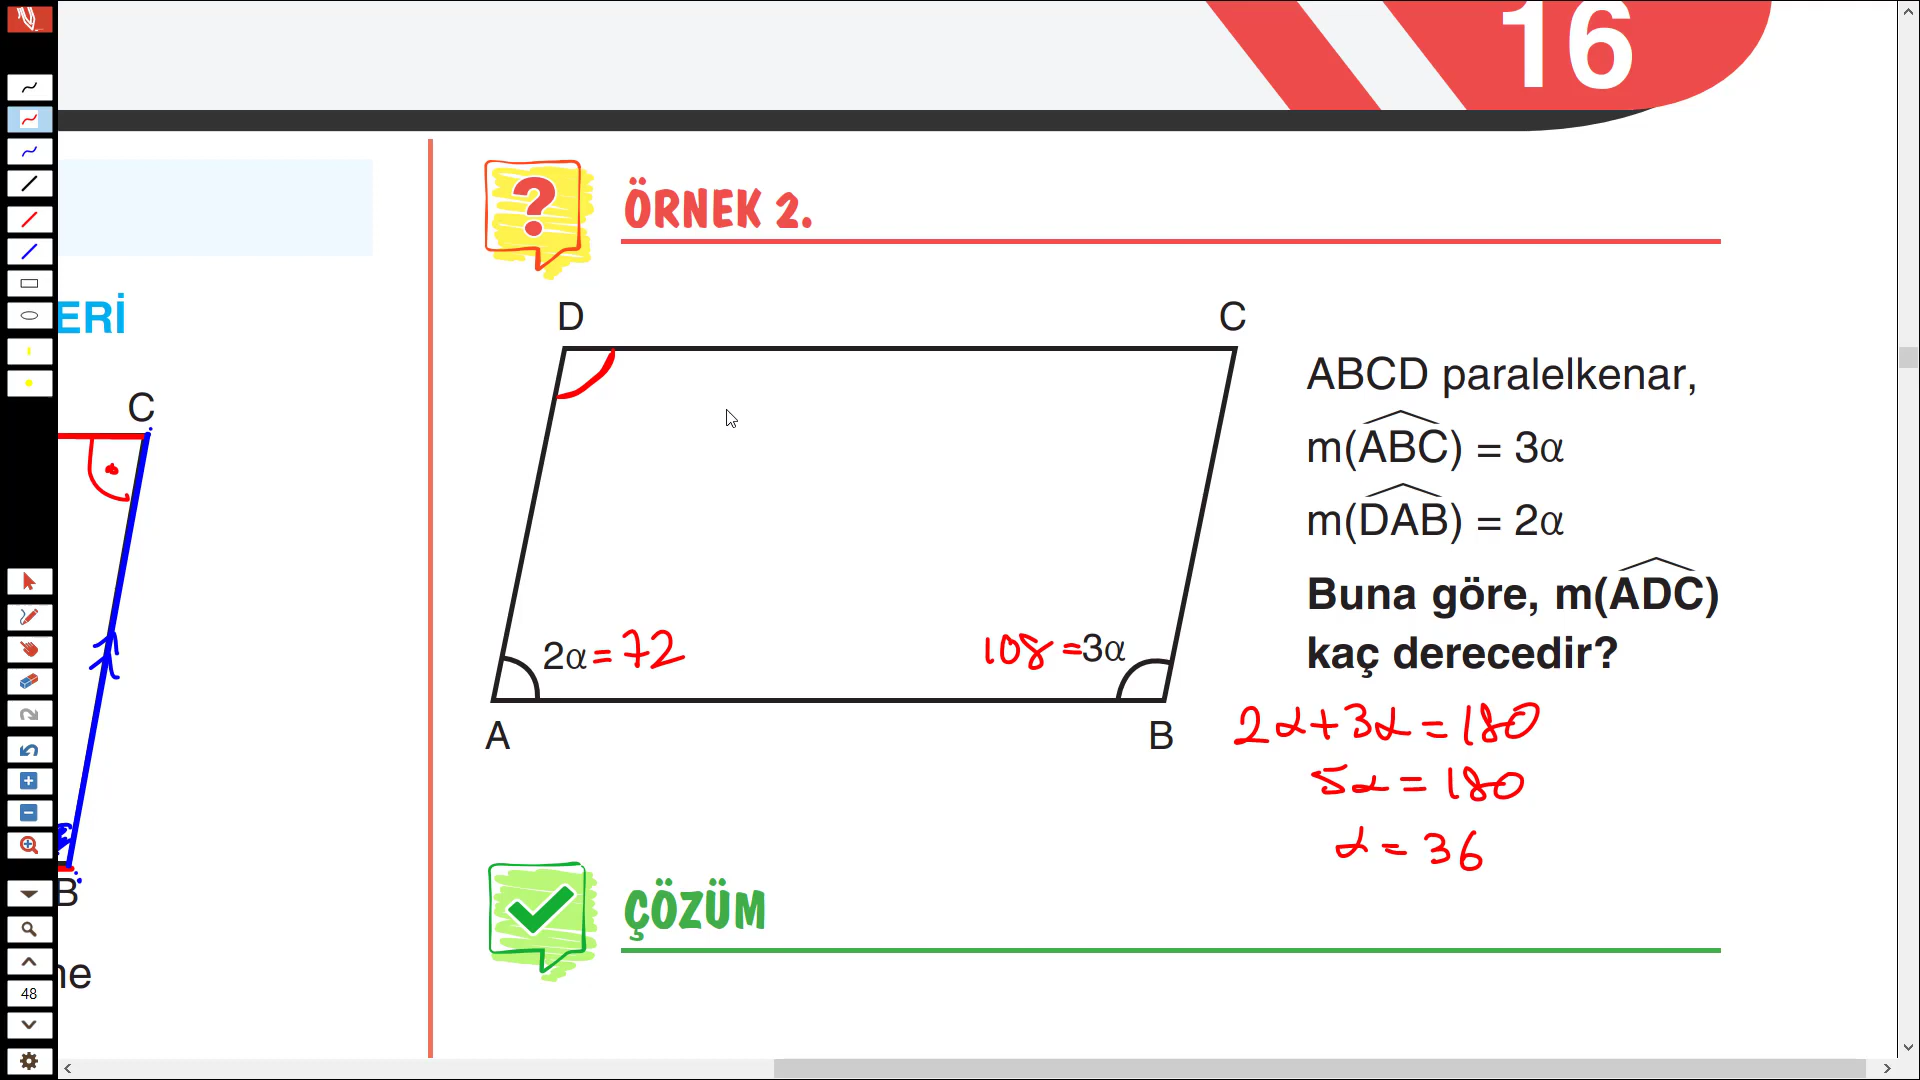 16
ÖRNEK 2.
ERİ
D
C
C
ABCD paralelkenar,
m(ABC) = 3α
m(DAB) = 2α
Buna göre, m(ADC)
kaç derecedir?
2α = 72
108 = 3α
A
B
2α+3α = 180
5α = 180
α = 36
B
ÇÖZÜM
ne
48